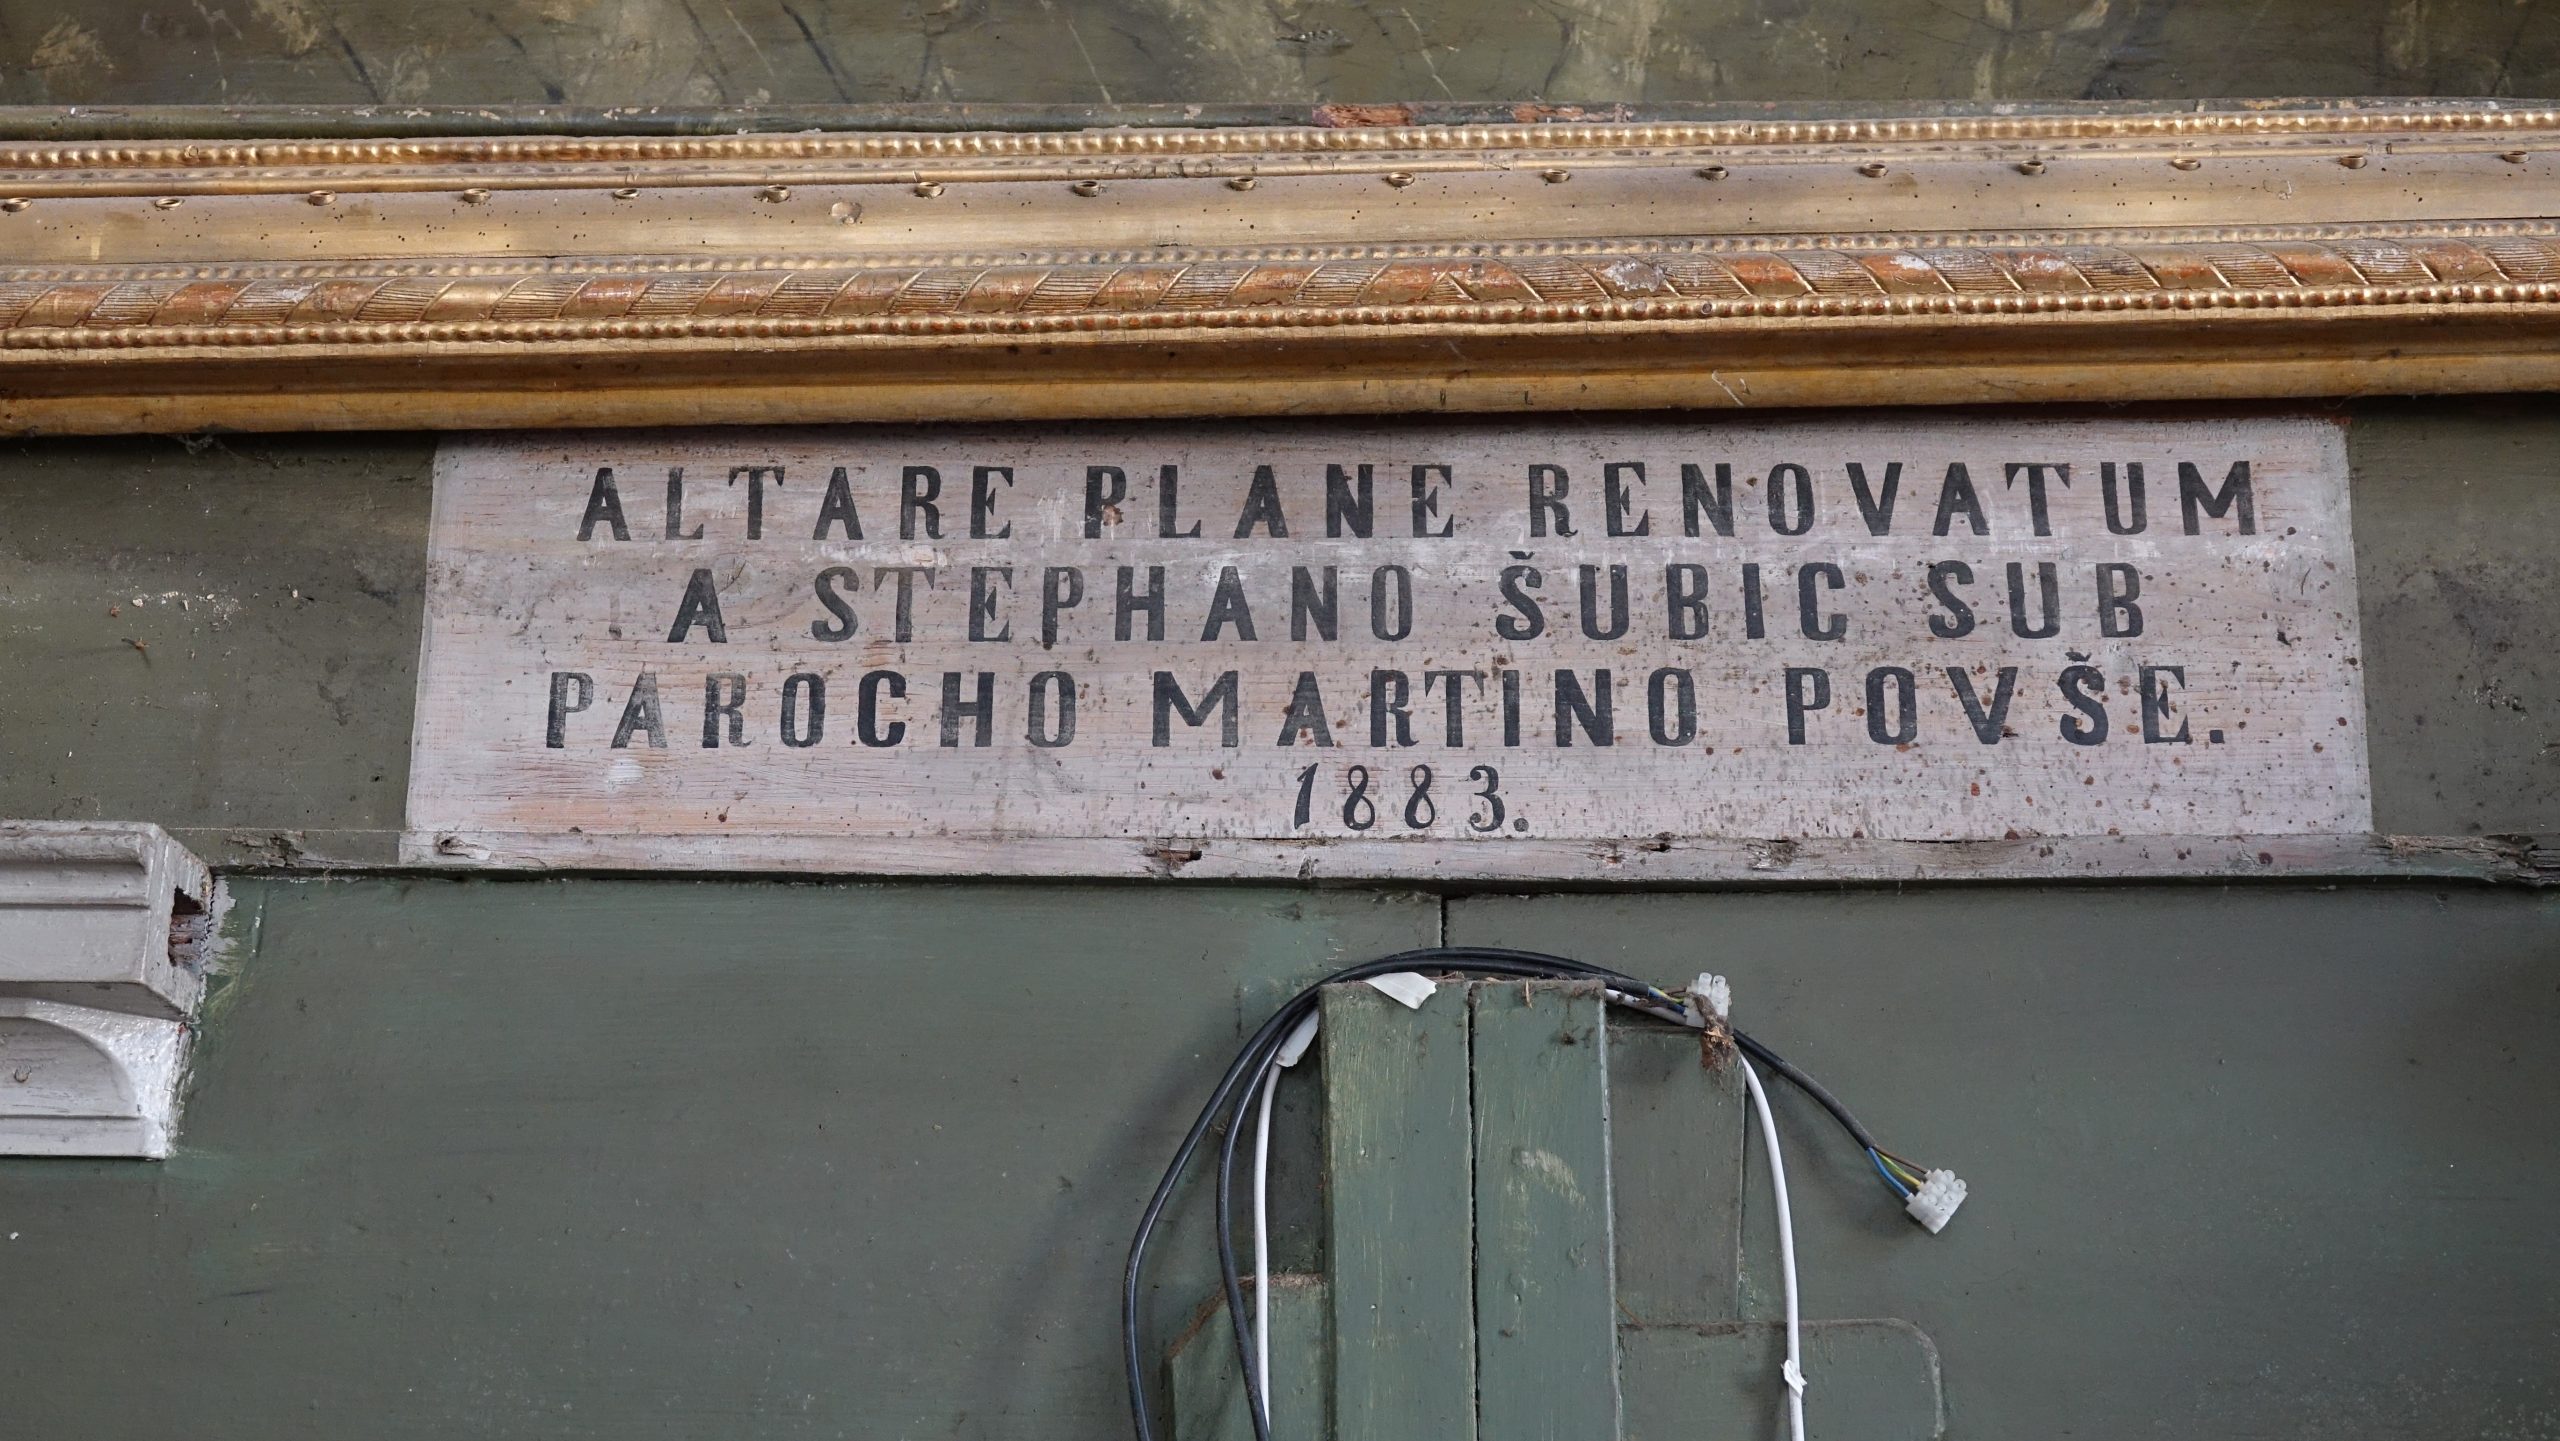 ALTARE PLANE RENOVATUM
A STEPHANO ŠUBIC SUB
PAROCHO MARTINO POVŠE.
1883.